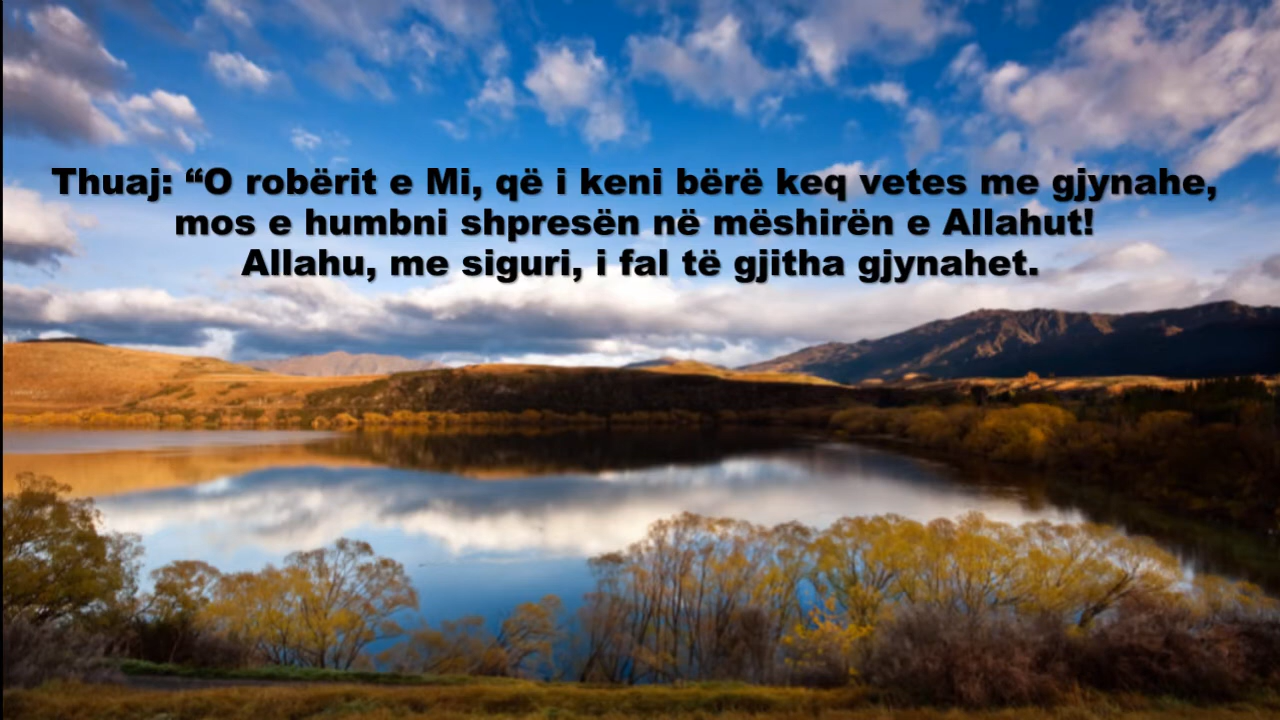 Thuaj: “O robërit e Mi, që i keni bërë keq vetes me gjynahe,
mos e humbni shpresën në mëshirën e Allahut!
Allahu, me siguri, i fal të gjitha gjynahet.